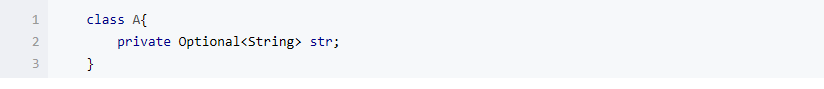 1 class A{
2 private Optional<String> str;
3 }